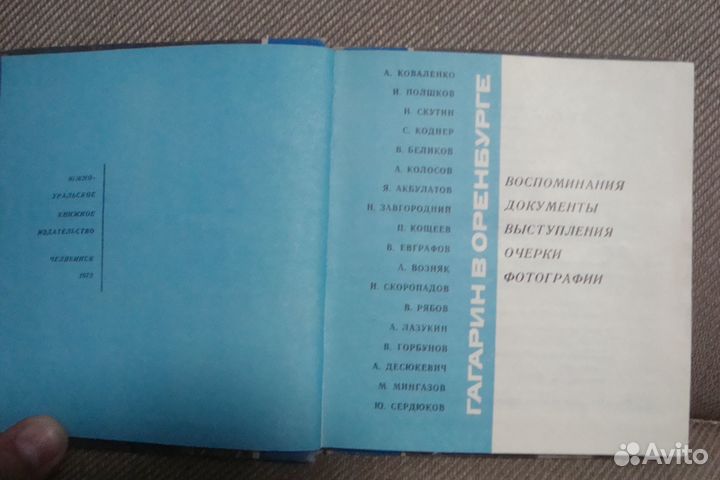 ЮЖНО-
УРАЛЬСКОЕ
КНИЖНОЕ
ИЗДАТЕЛЬСТВО
ЧЕЛЯБИНСК
А. КОВАЛЕНКО
И. ПОЛШКОВ
Н. СКУТИН
С. КОДНЕР
В. БЕЛИКОВ
А. КОЛОСОВ
Я. АКБУЛАТОВ
Н. ЗАВГОРОДНИЙ
П. КОЩЕЕВ
В. ЕВГРАФОВ
Л. ВОЗНЯК
И. СКОРОПАДОВ
В. РЯБОВ
А. ЛАЗУКИН
В. ГОРБУНОВ
А. ДЕСЮКЕВИЧ
М. МИНГАЗОВ
Ю. СЕРДЮКОВ
ГАГАРИН В ОРЕНБУРГЕ
ВОСПОМИНАНИЯ
ДОКУМЕНТЫ
ВЫСТУПЛЕНИЯ
ОЧЕРКИ
ФОТОГРАФИИ
Avito